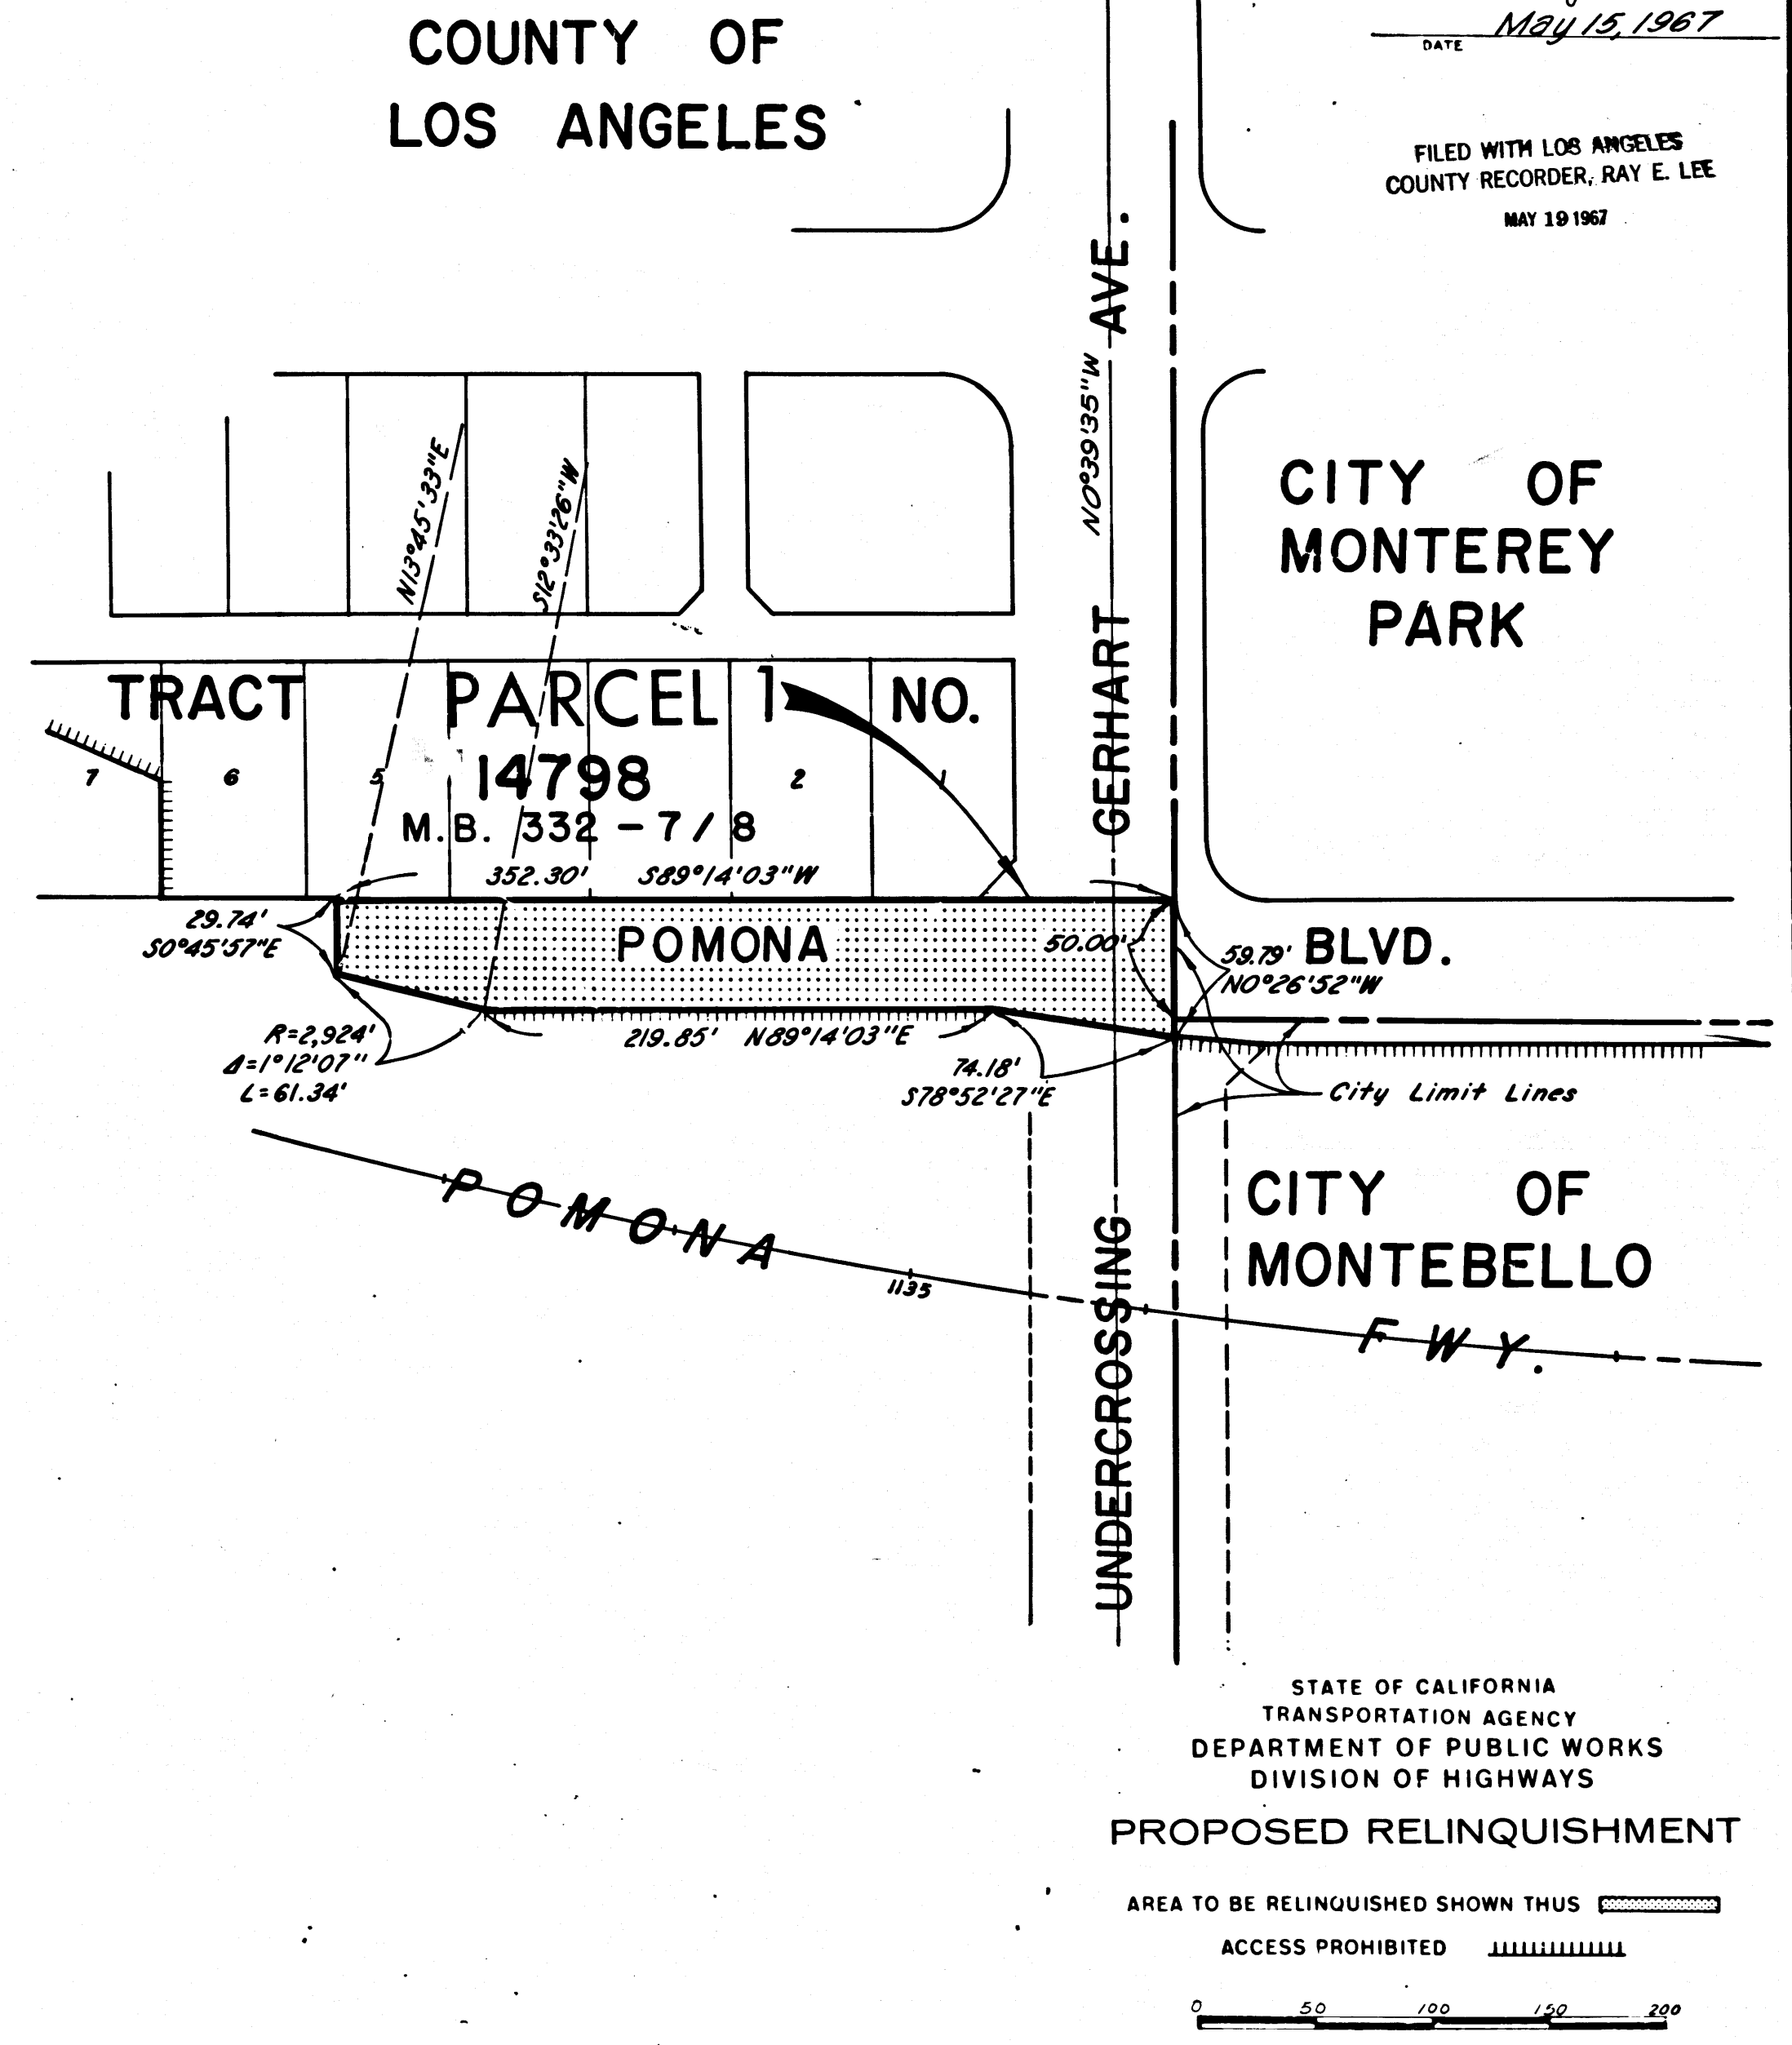 COUNTY OF
LOS ANGELES
May 15, 1967
DATE
FILED WITH LOS ANGELES
COUNTY RECORDER, RAY E. LEE
MAY 19 1967
GERHART AVE.
N0°39'35"W
CITY OF
MONTEREY
PARK
N13°45'33"E
S12°33'26"W
TRACT PARCEL 1 NO.
14798
7 6 5 2 1
M.B. 332 - 7 / 8
352.30' S89°14'03"W
29.74'
S0°45'57"E
POMONA BLVD.
50.00'
59.79'
N0°26'52"W
R=2,924'
Δ=1°12'07"
L=61.34'
219.85' N89°14'03"E
74.18'
S78°52'27"E
City Limit Lines
CITY OF
MONTEBELLO
POMONA FWY.
1135
UNDERCROSSING
STATE OF CALIFORNIA
TRANSPORTATION AGENCY
DEPARTMENT OF PUBLIC WORKS
DIVISION OF HIGHWAYS
PROPOSED RELINQUISHMENT
AREA TO BE RELINQUISHED SHOWN THUS
ACCESS PROHIBITED
0 50 100 150 200